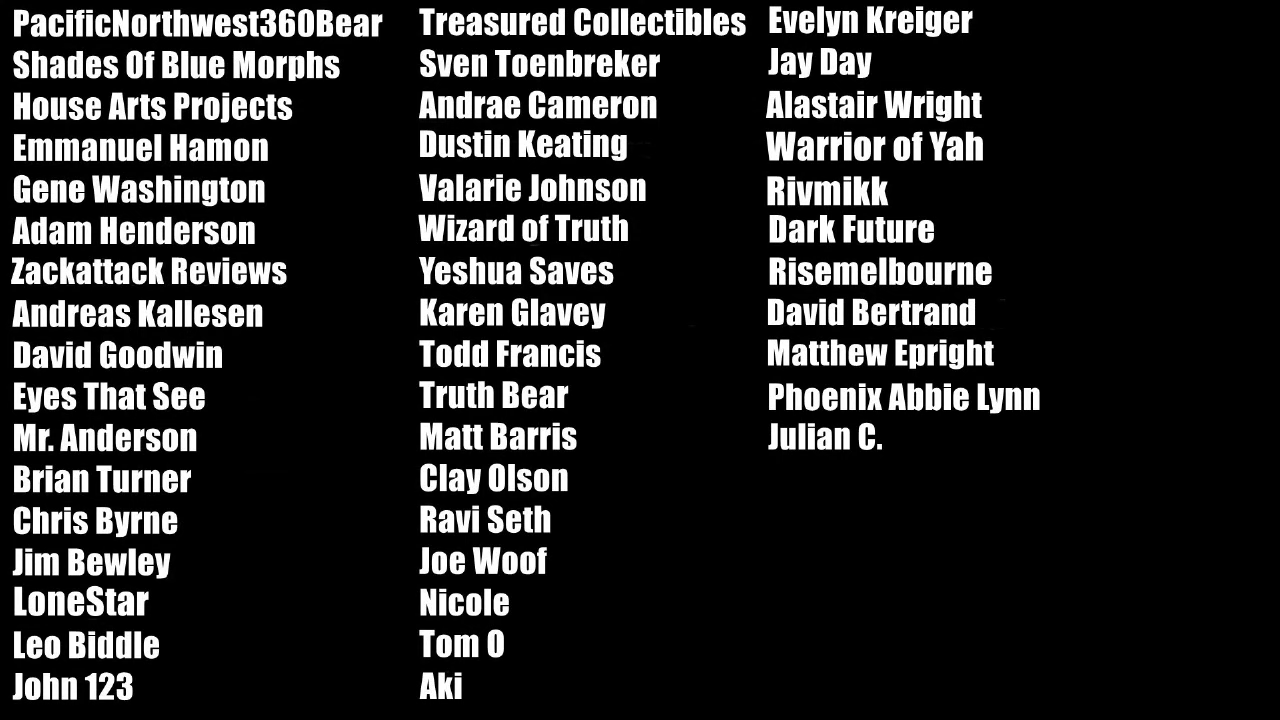 PacificNorthwest360Bear
Shades Of Blue Morphs
House Arts Projects
Emmanuel Hamon
Gene Washington
Adam Henderson
Zackattack Reviews
Andreas Kallesen
David Goodwin
Eyes That See
Mr. Anderson
Brian Turner
Chris Byrne
Jim Bewley
LoneStar
Leo Biddle
John 123
Treasured Collectibles
Sven Toenbreker
Andrae Cameron
Dustin Keating
Valarie Johnson
Wizard of Truth
Yeshua Saves
Karen Glavey
Todd Francis
Truth Bear
Matt Barris
Clay Olson
Ravi Seth
Joe Woof
Nicole
Tom O
Aki
Evelyn Kreiger
Jay Day
Alastair Wright
Warrior of Yah
Rivmikk
Dark Future
Risemelbourne
David Bertrand
Matthew Epright
Phoenix Abbie Lynn
Julian C.